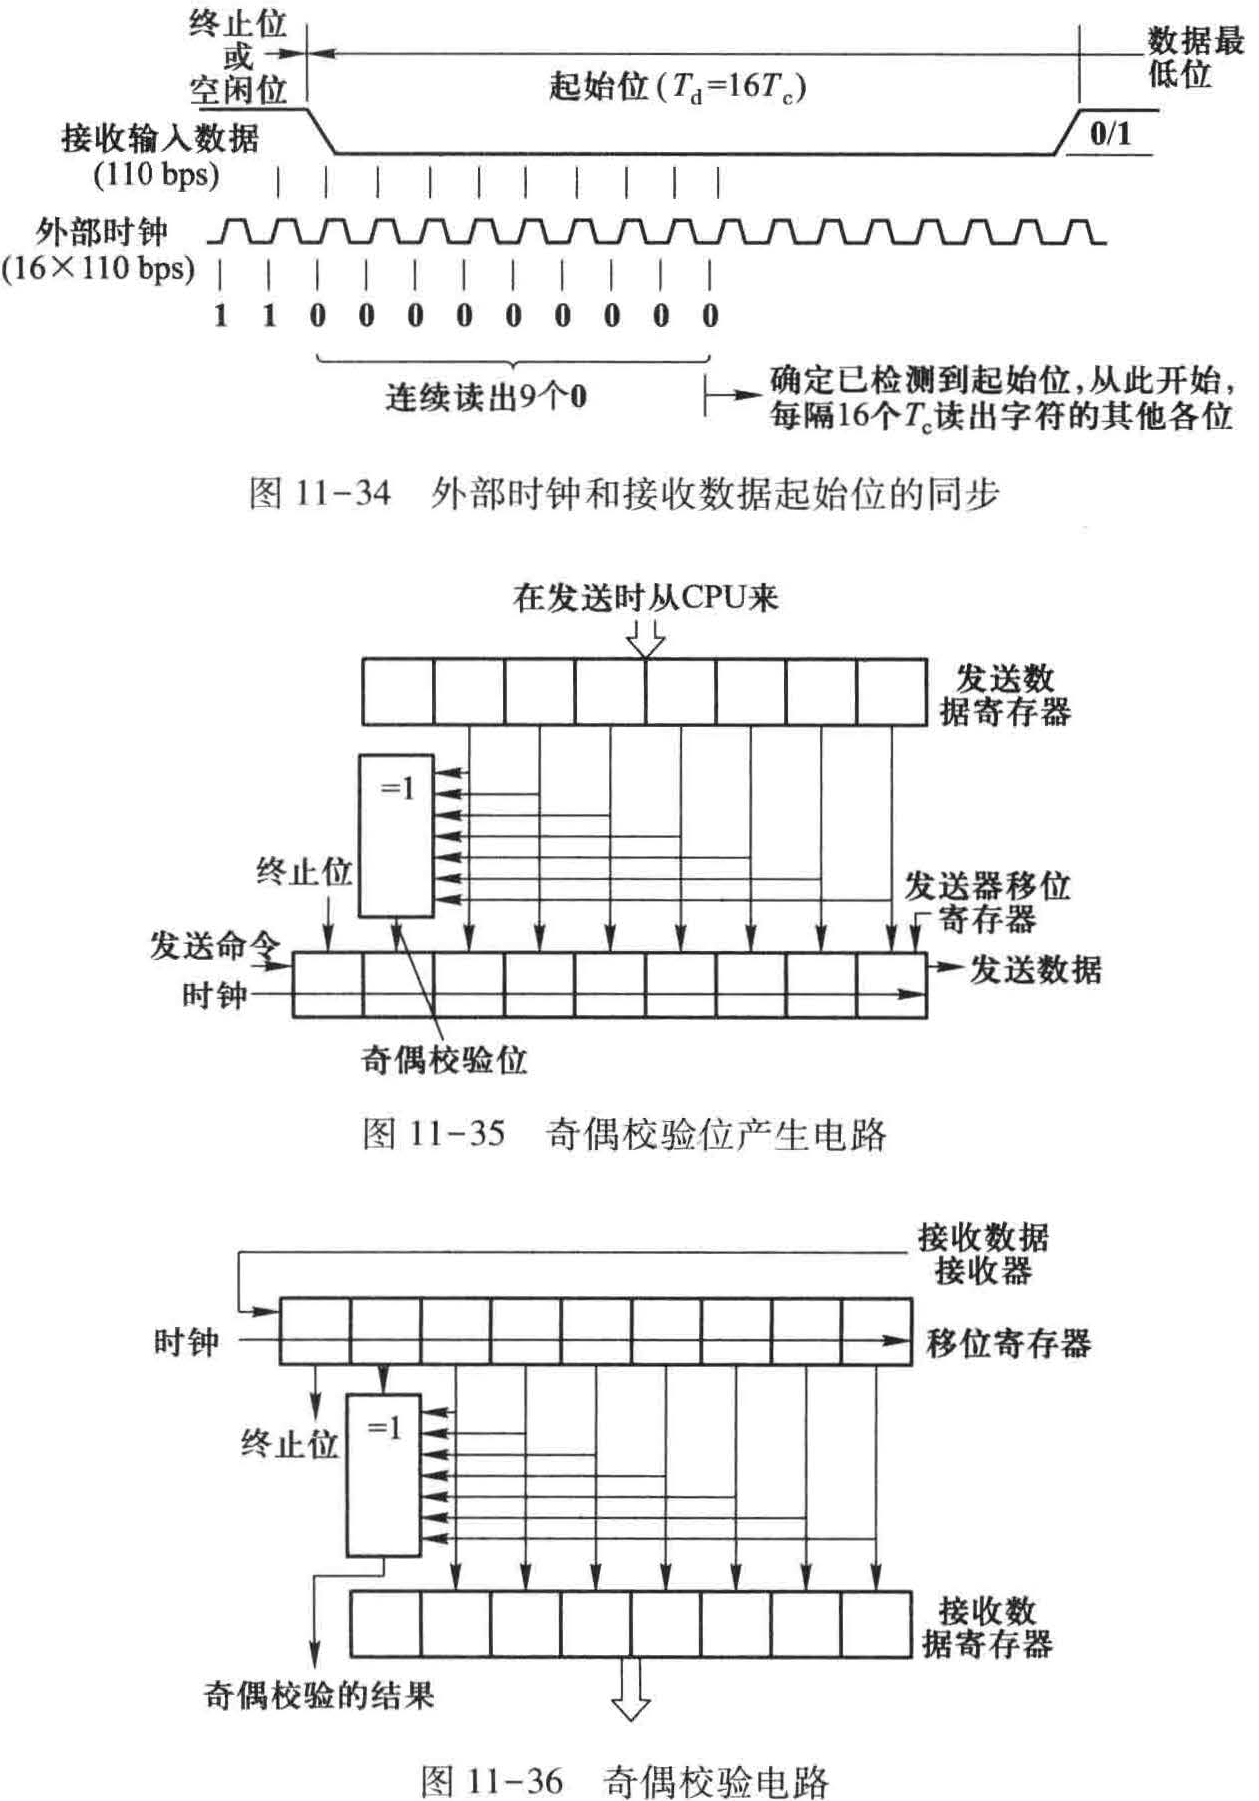 终止位
或
空闲位
起始位(Td=16Tc)
数据最
低位
接收输入数据
(110 bps)
0/1
外部时钟
(16×110 bps)
1 1 0 0 0 0 0 0 0 0 0
连续读出9个0
确定已检测到起始位,从此开始,
每隔16个Tc读出字符的其他各位
图 11-34 外部时钟和接收数据起始位的同步
在发送时从CPU来
发送数
据寄存器
=1
终止位
发送器移位
寄存器
发送命令
发送数据
时钟
奇偶校验位
图 11-35 奇偶校验位产生电路
接收数据
接收器
时钟
移位寄存器
终止位
=1
接收数
据寄存器
奇偶校验的结果
图 11-36 奇偶校验电路